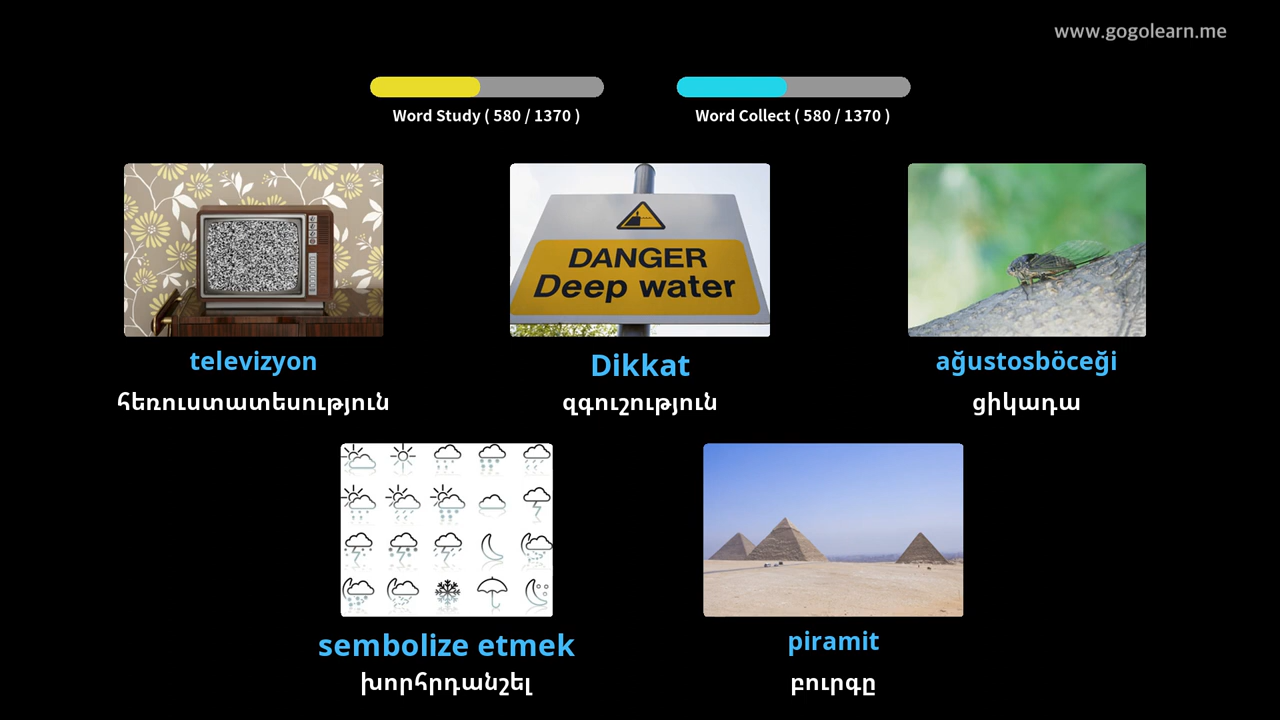 www.gogolearn.me
Word Study ( 580 / 1370 )
Word Collect ( 580 / 1370 )
DANGER
Deep water
televizyon
Dikkat
ağustosböceği
հեռուստատեսություն
զգուշություն
ցիկադա
sembolize etmek
piramit
խորհրդանշել
բուրգը